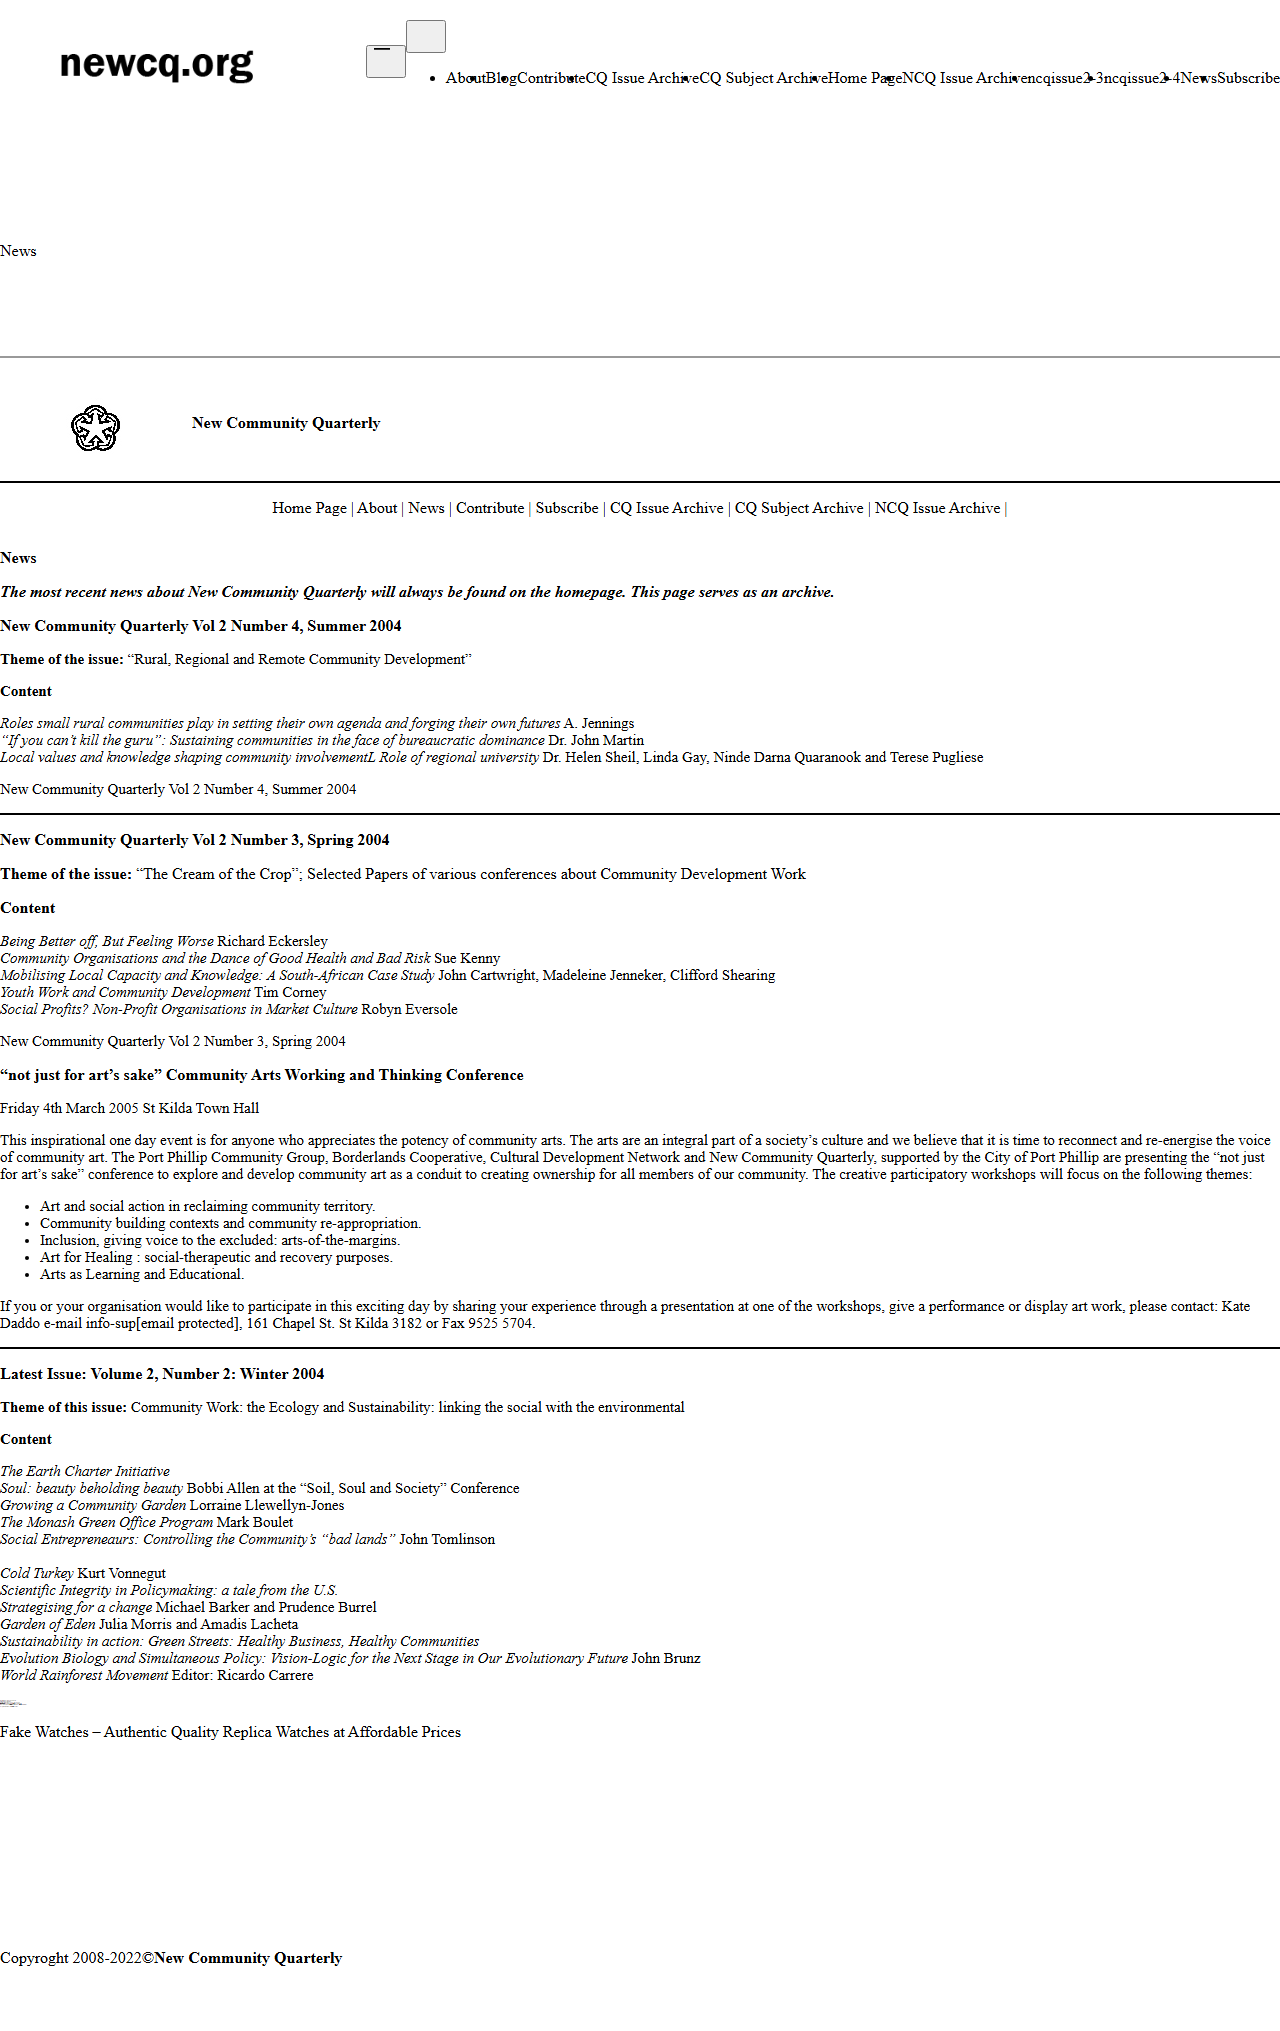 newcq.org
About Blog Contribute CQ Issue Archive CQ Subject Archive Home Page NCQ Issue Archive ncqissue2-3 ncqissue2-4 News Subscribe
News
New Community Quarterly
Home Page | About | News | Contribute | Subscribe | CQ Issue Archive | CQ Subject Archive | NCQ Issue Archive |
News
The most recent news about New Community Quarterly will always be found on the homepage. This page serves as an archive.
New Community Quarterly Vol 2 Number 4, Summer 2004
Theme of the issue: “Rural, Regional and Remote Community Development”
Content
Roles small rural communities play in setting their own agenda and forging their own futures A. Jennings
“If you can’t kill the guru”: Sustaining communities in the face of bureaucratic dominance Dr. John Martin
Local values and knowledge shaping community involvementL Role of regional university Dr. Helen Sheil, Linda Gay, Ninde Darna Quaranook and Terese Pugliese
New Community Quarterly Vol 2 Number 4, Summer 2004
New Community Quarterly Vol 2 Number 3, Spring 2004
Theme of the issue: “The Cream of the Crop”; Selected Papers of various conferences about Community Development Work
Content
Being Better off, But Feeling Worse Richard Eckersley
Community Organisations and the Dance of Good Health and Bad Risk Sue Kenny
Mobilising Local Capacity and Knowledge: A South-African Case Study John Cartwright, Madeleine Jenneker, Clifford Shearing
Youth Work and Community Development Tim Corney
Social Profits? Non-Profit Organisations in Market Culture Robyn Eversole
New Community Quarterly Vol 2 Number 3, Spring 2004
“not just for art’s sake” Community Arts Working and Thinking Conference
Friday 4th March 2005 St Kilda Town Hall
This inspirational one day event is for anyone who appreciates the potency of community arts. The arts are an integral part of a society’s culture and we believe that it is time to reconnect and re-energise the voice
of community art. The Port Phillip Community Group, Borderlands Cooperative, Cultural Development Network and New Community Quarterly, supported by the City of Port Phillip are presenting the “not just
for art’s sake” conference to explore and develop community art as a conduit to creating ownership for all members of our community. The creative participatory workshops will focus on the following themes:
• Art and social action in reclaiming community territory.
• Community building contexts and community re-appropriation.
• Inclusion, giving voice to the excluded: arts-of-the-margins.
• Art for Healing : social-therapeutic and recovery purposes.
• Arts as Learning and Educational.
If you or your organisation would like to participate in this exciting day by sharing your experience through a presentation at one of the workshops, give a performance or display art work, please contact: Kate
Daddo e-mail info-sup[email protected], 161 Chapel St. St Kilda 3182 or Fax 9525 5704.
Latest Issue: Volume 2, Number 2: Winter 2004
Theme of this issue: Community Work: the Ecology and Sustainability: linking the social with the environmental
Content
The Earth Charter Initiative
Soul: beauty beholding beauty Bobbi Allen at the “Soil, Soul and Society” Conference
Growing a Community Garden Lorraine Llewellyn-Jones
The Monash Green Office Program Mark Boulet
Social Entrepreneaurs: Controlling the Community’s “bad lands” John Tomlinson
Cold Turkey Kurt Vonnegut
Scientific Integrity in Policymaking: a tale from the U.S.
Strategising for a change Michael Barker and Prudence Burrel
Garden of Eden Julia Morris and Amadis Lacheta
Sustainability in action: Green Streets: Healthy Business, Healthy Communities
Evolution Biology and Simultaneous Policy: Vision-Logic for the Next Stage in Our Evolutionary Future John Brunz
World Rainforest Movement Editor: Ricardo Carrere
Fake Watches – Authentic Quality Replica Watches at Affordable Prices
Copyroght 2008-2022©New Community Quarterly